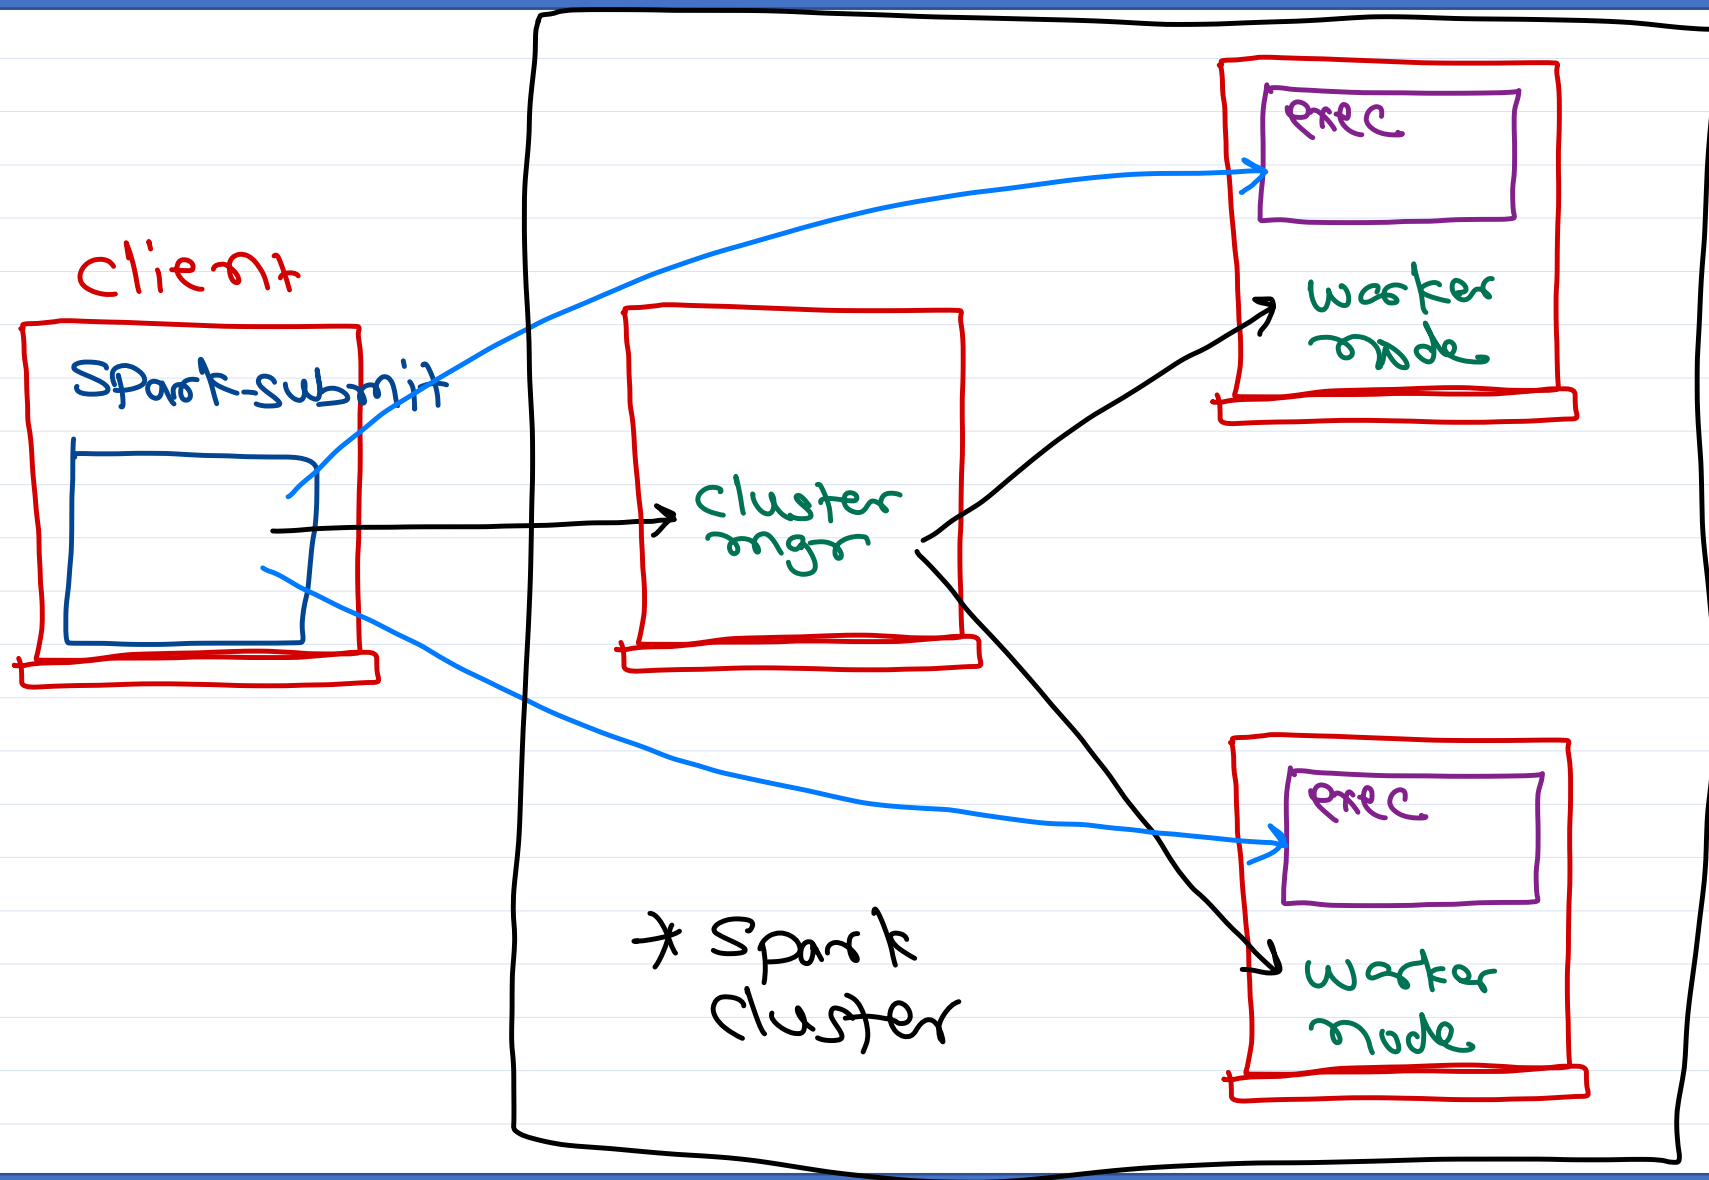 client
spark-submit
cluster
mgr
exec
worker
node
exec
worker
node
* Spark
cluster